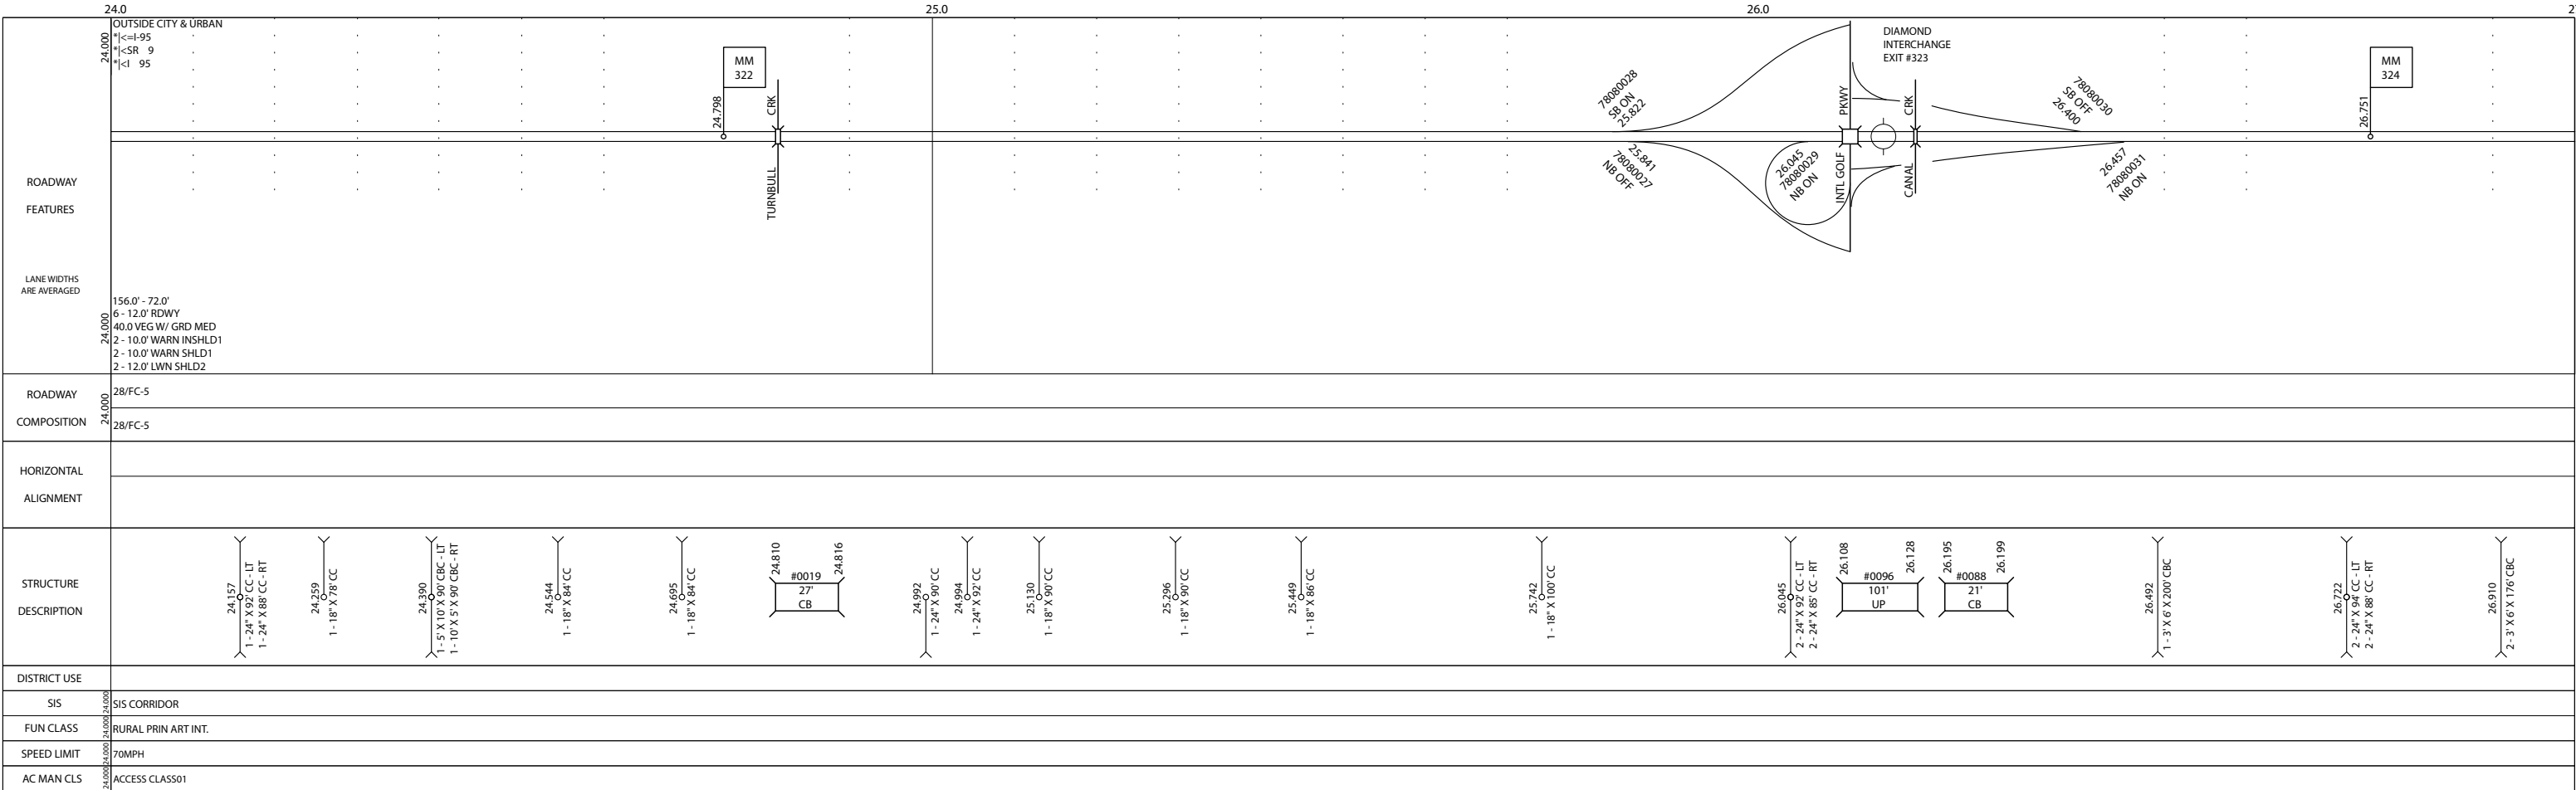 24.0
25.0
26.0
2
24.000
OUTSIDE CITY & URBAN
*|<=I-95
*|<SR 9
*|<I 95
MM
322
24.798
CRK
TURNBULL
78080028
SB ON
25.822
25.841
78080027
NB OFF
26.045
78080029
NB ON
PKWY
INTL GOLF
DIAMOND
INTERCHANGE
EXIT #323
CRK
CANAL
78080030
SB OFF
26.400
26.457
78080031
NB ON
MM
324
26.751
ROADWAY
FEATURES
LANE WIDTHS
ARE AVERAGED
24.000
156.0' - 72.0'
6 - 12.0' RDWY
40.0 VEG W/ GRD MED
2 - 10.0' WARN INSHLD1
2 - 10.0' WARN SHLD1
2 - 12.0' LWN SHLD2
ROADWAY
COMPOSITION
24.000
28/FC-5
28/FC-5
HORIZONTAL
ALIGNMENT
STRUCTURE
DESCRIPTION
24.157
1 - 24" X 92' CC - LT
1 - 24" X 88' CC - RT
24.259
1 - 18" X 78' CC
24.390
1 - 5' X 10' X 90' CBC - LT
1 - 10' X 5' X 90' CBC - RT
24.544
1 - 18" X 84' CC
24.695
1 - 18" X 84' CC
24.810
24.816
#0019
27'
CB
24.992
1 - 24" X 90' CC
24.994
1 - 24" X 92' CC
25.130
1 - 18" X 90' CC
25.296
1 - 18" X 90' CC
25.449
1 - 18" X 86' CC
25.742
1 - 18" X 100' CC
26.045
2 - 24" X 92' CC - LT
2 - 24" X 85' CC - RT
26.108
26.128
#0096
101'
UP
26.195
26.199
#0088
21'
CB
26.492
1 - 3' X 6' X 200' CBC
26.722
2 - 24" X 94' CC - LT
2 - 24" X 88' CC - RT
26.910
2 - 3' X 6' X 176' CBC
DISTRICT USE
SIS
24.000
SIS CORRIDOR
FUN CLASS
24.000
RURAL PRIN ART INT.
SPEED LIMIT
24.000
70MPH
AC MAN CLS
24.000
ACCESS CLASS01